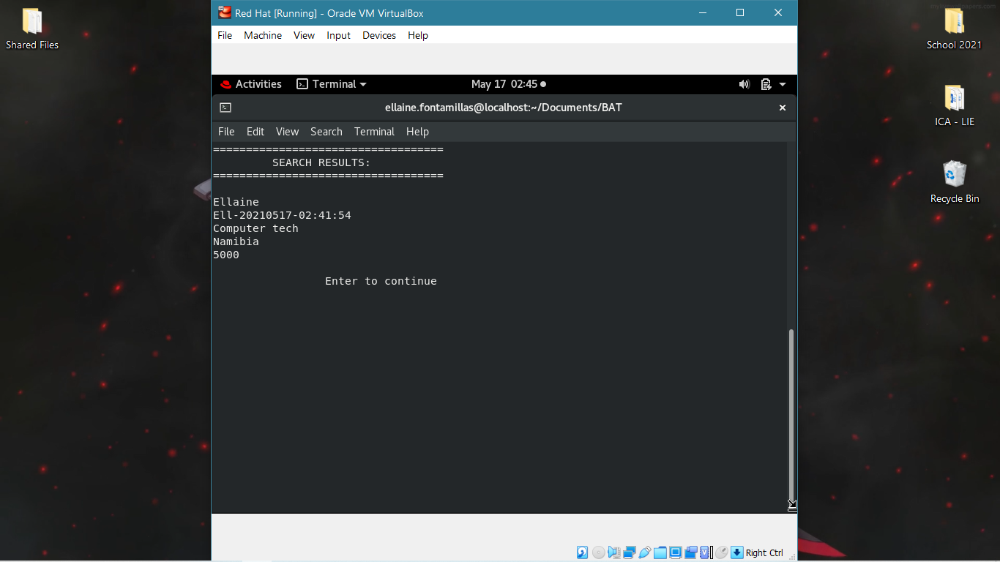 Shared Files
Red Hat [Running] - Oracle VM VirtualBox
File Machine View Input Devices Help
Activities Terminal May 17 02:45
ellaine.fontamillas@localhost:~/Documents/BAT
File Edit View Search Terminal Help
===================================
SEARCH RESULTS:
===================================
Ellaine
Ell-20210517-02:41:54
Computer tech
Namibia
5000
Enter to continue
Right Ctrl
School 2021
ICA - LIE
Recycle Bin